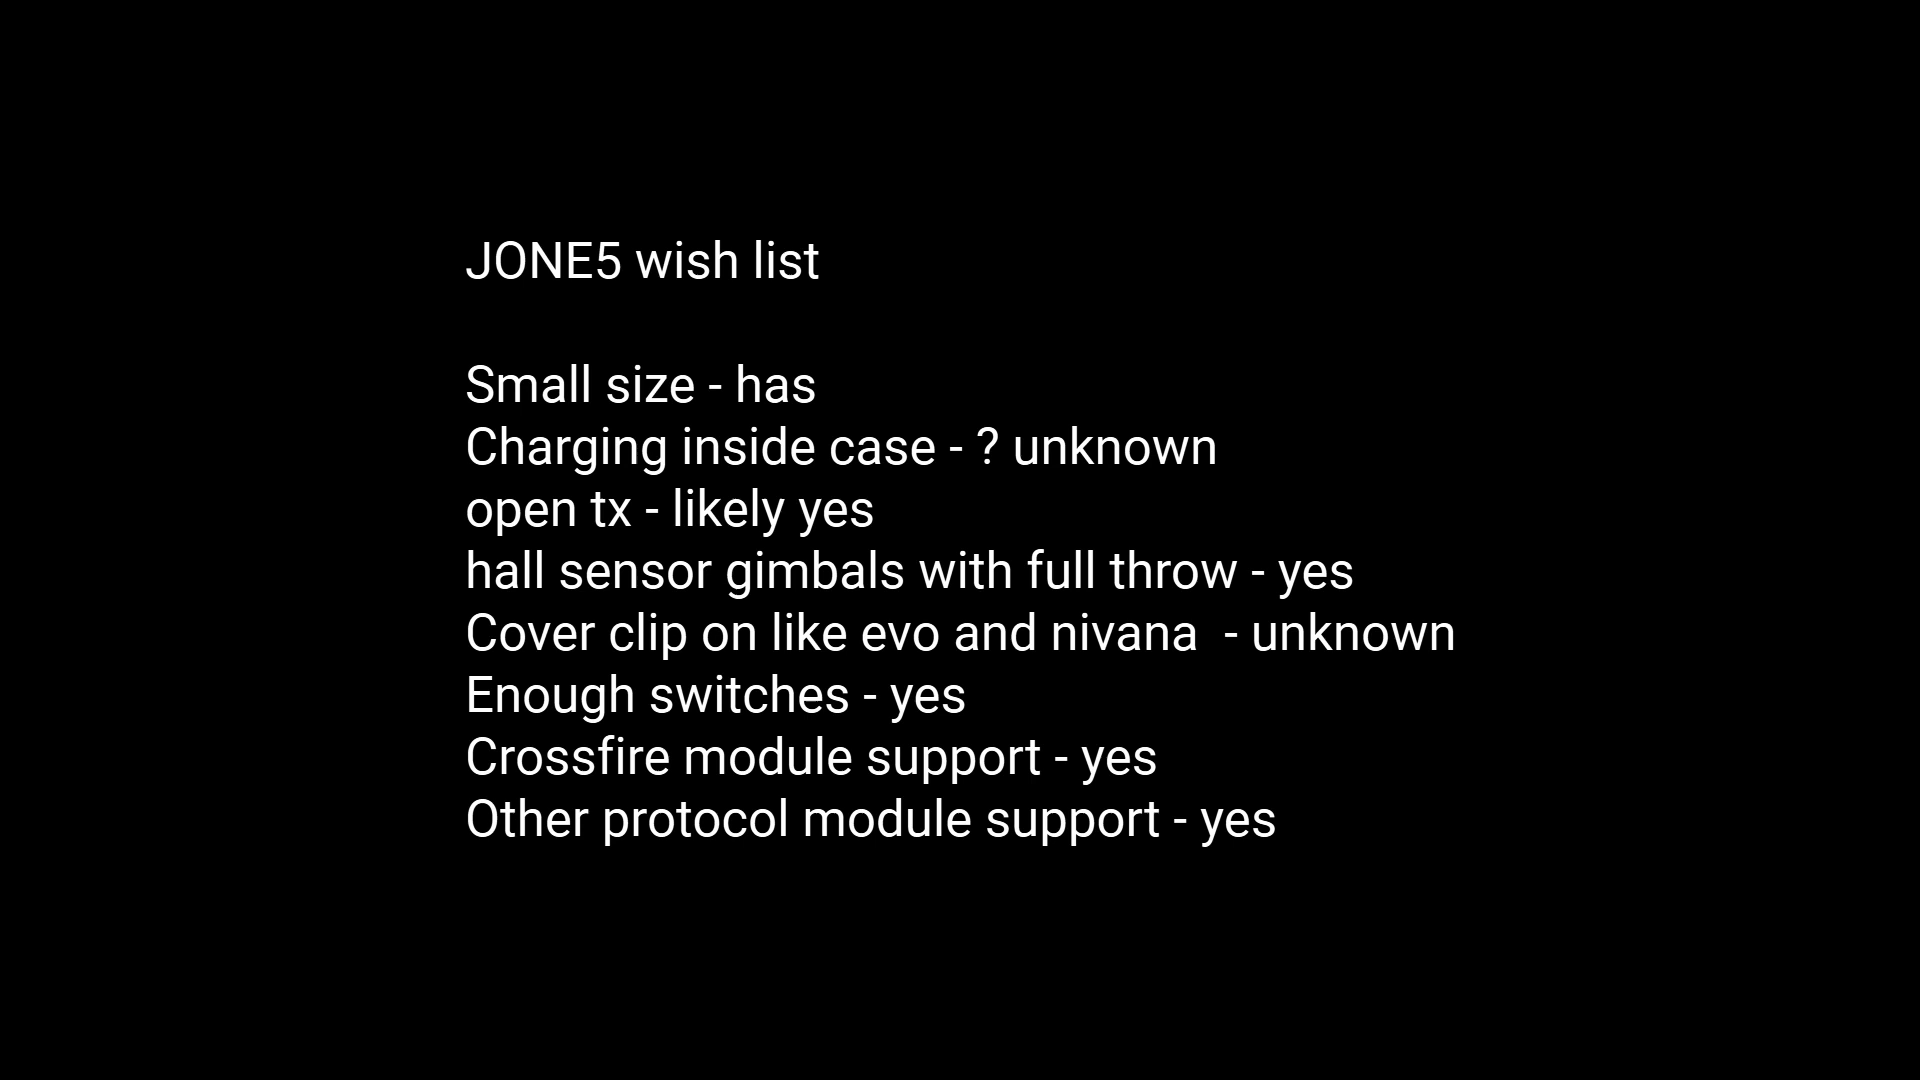 JONE5 wish list
Small size - has
Charging inside case - ? unknown
open tx - likely yes
hall sensor gimbals with full throw - yes
Cover clip on like evo and nivana  - unknown
Enough switches - yes
Crossfire module support - yes
Other protocol module support - yes